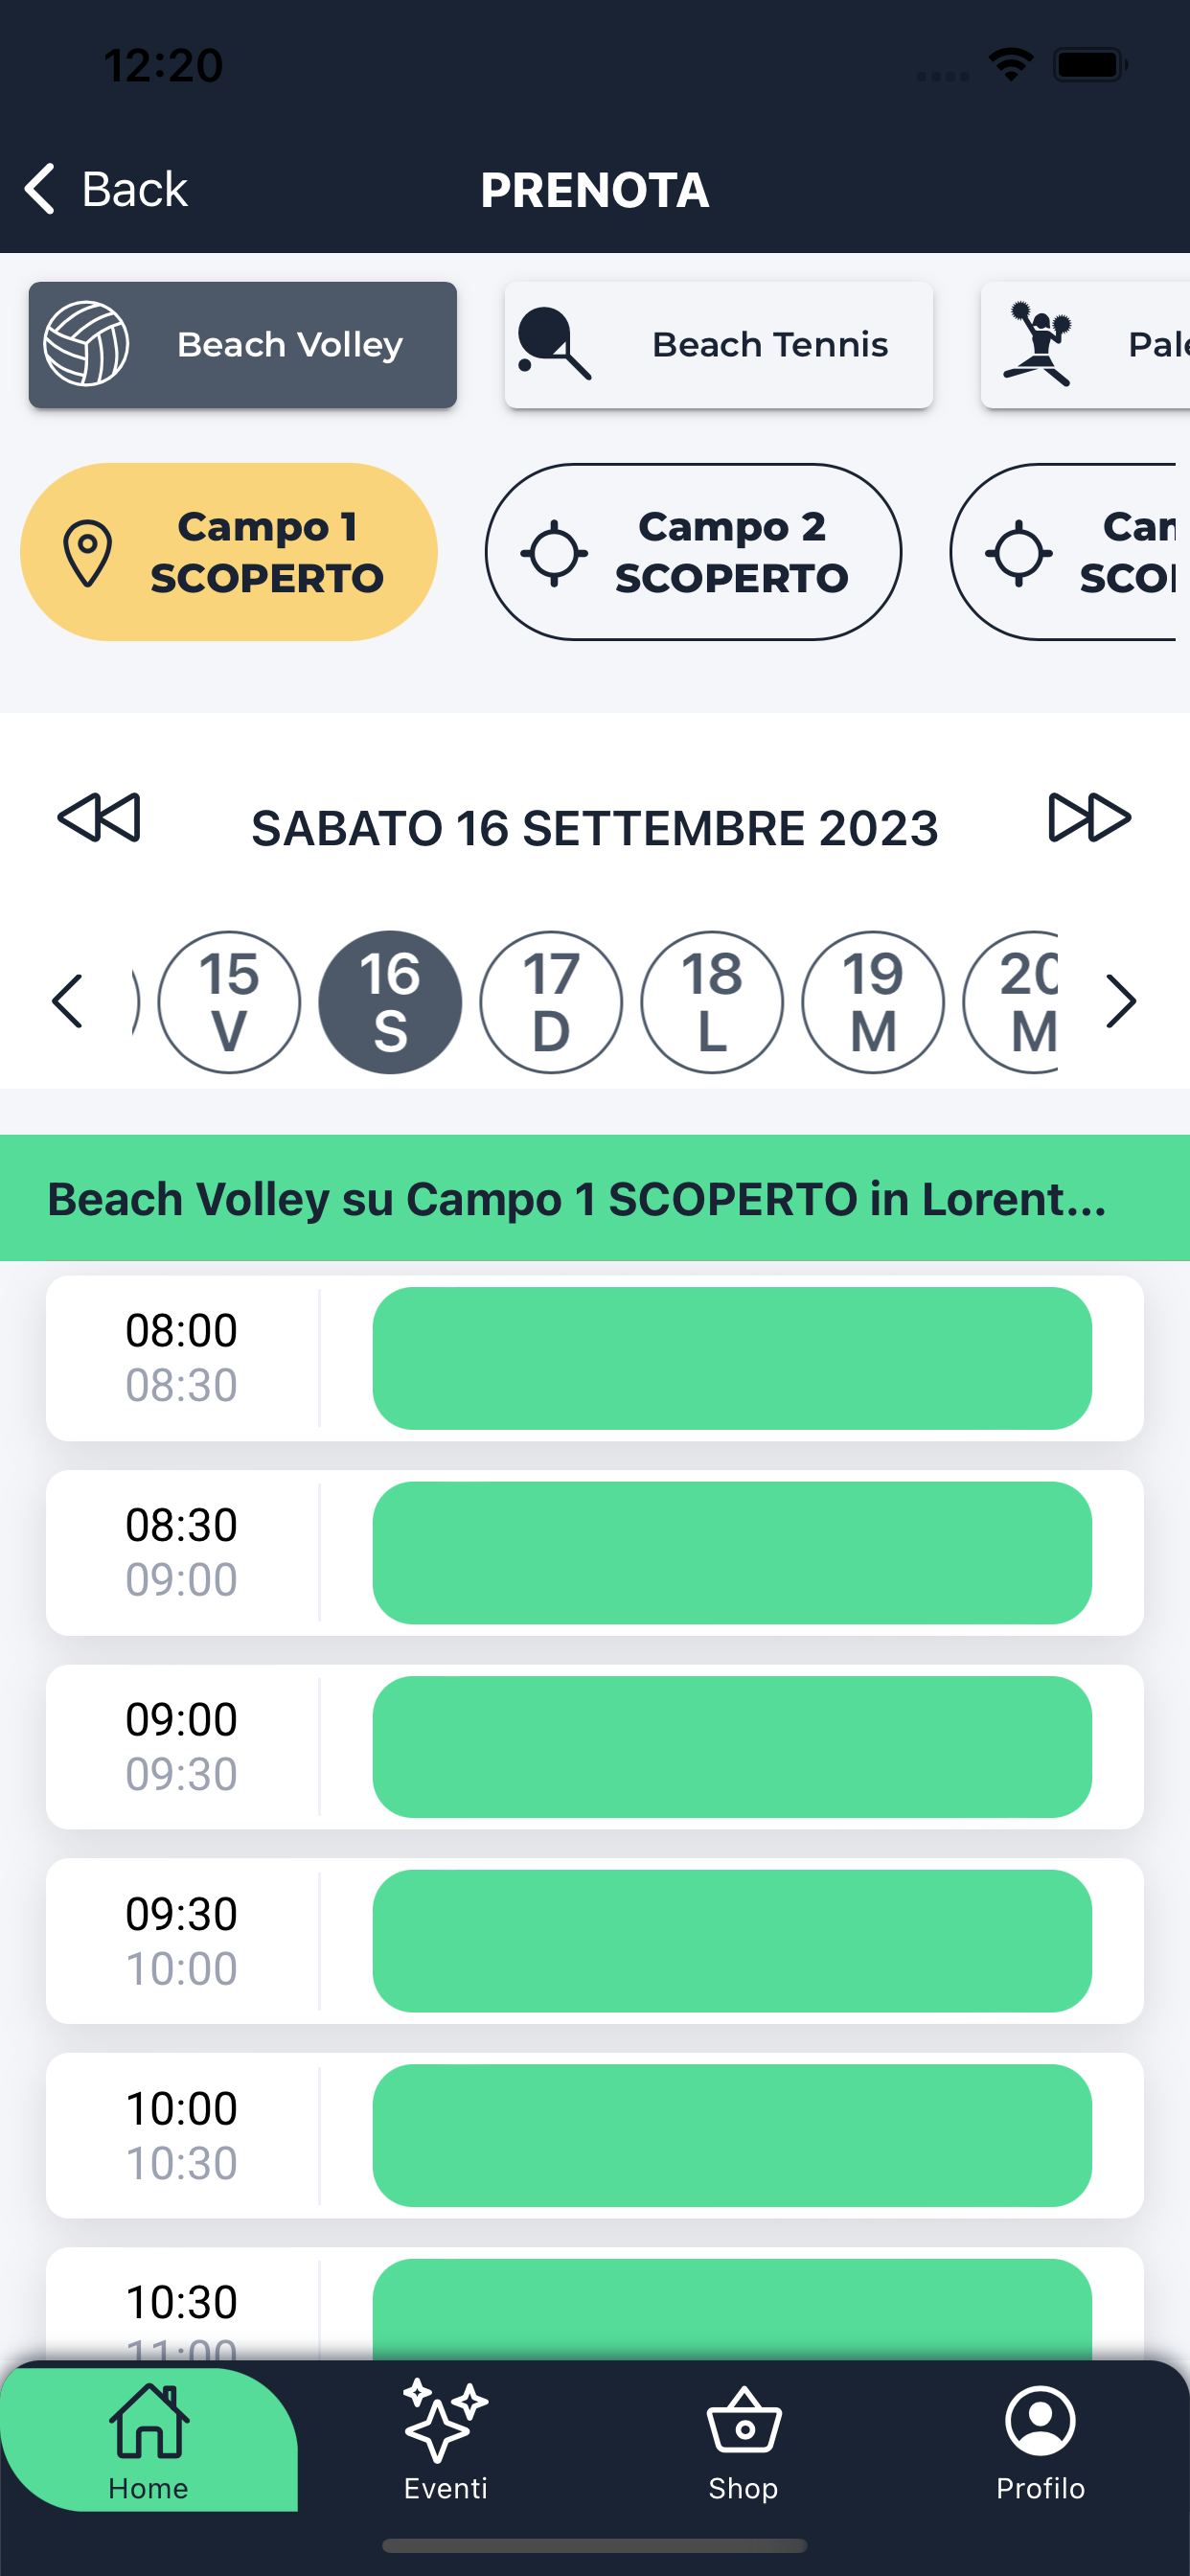 12:20
Back
PRENOTA
Beach Volley
Beach Tennis
Pale
Campo 1
SCOPERTO
Campo 2
SCOPERTO
SABATO 16 SETTEMBRE 2023
15
V
16
S
17
D
18
L
19
M
20
M
Beach Volley su Campo 1 SCOPERTO in Lorent...
08:00
08:30
08:30
09:00
09:00
09:30
09:30
10:00
10:00
10:30
10:30
11:00
Home
Eventi
Shop
Profilo